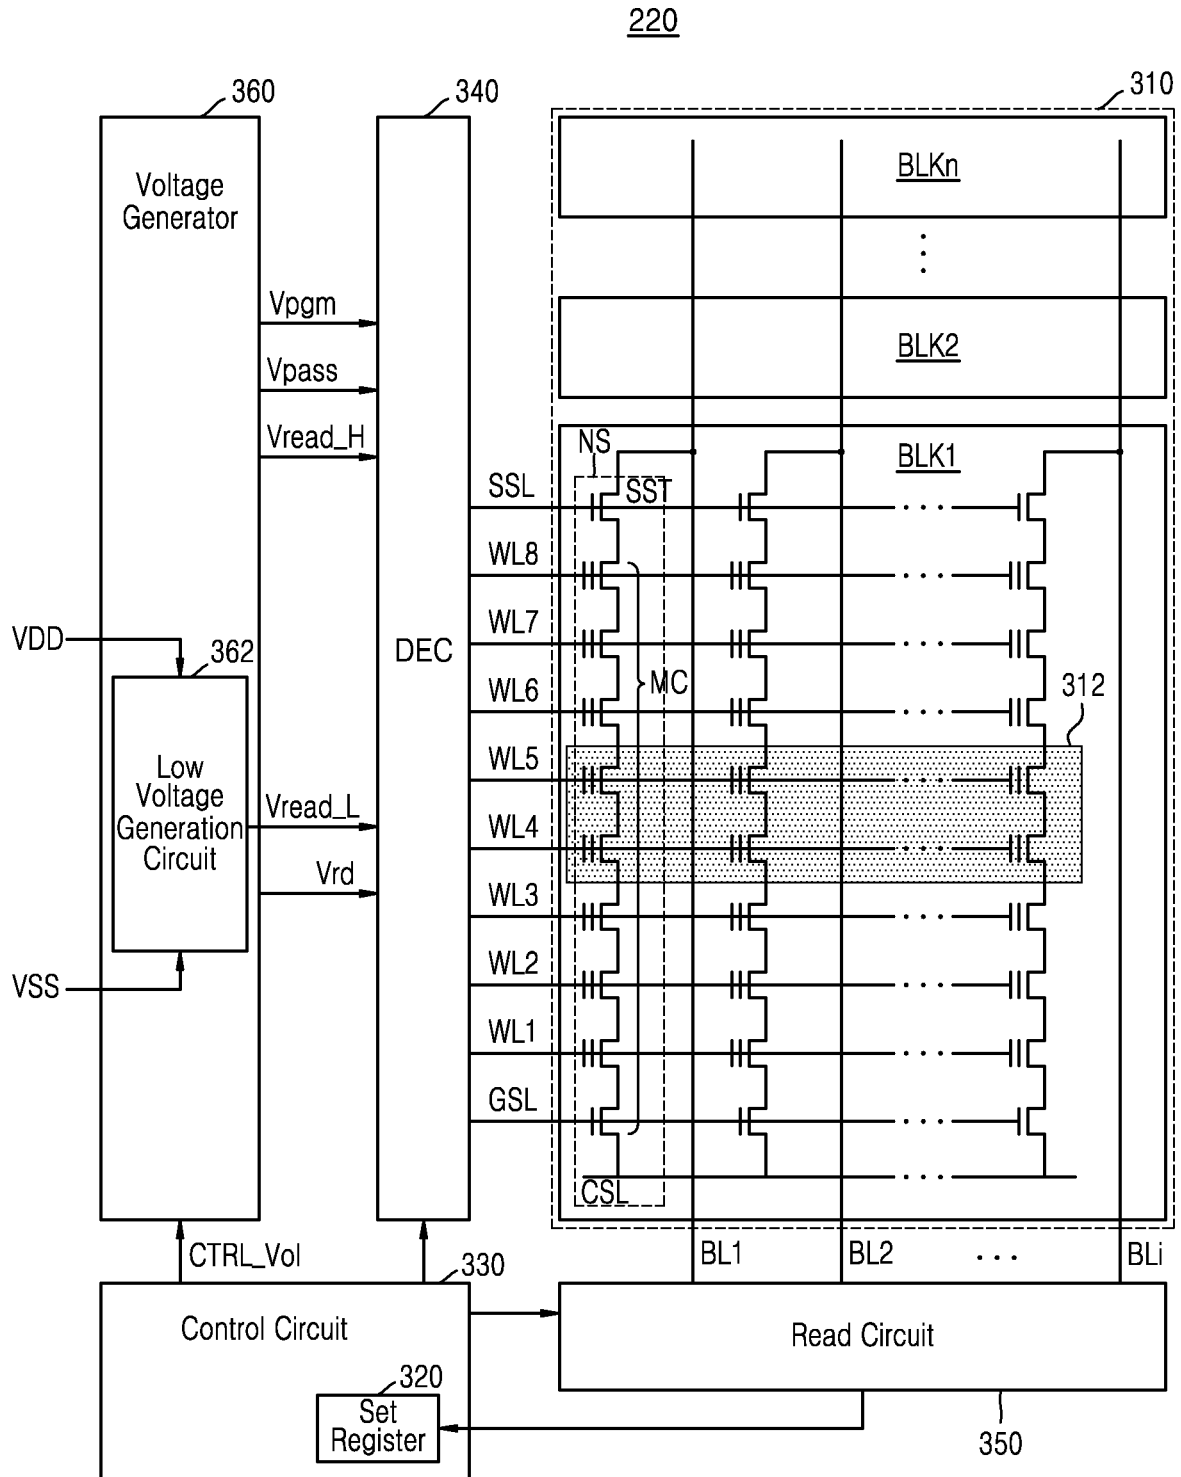 220
360
340
310
Voltage
Generator
BLKn
Vpgm
BLK2
Vpass
Vread_H
NS
BLK1
SSL
SST
WL8
WL7
VDD
362
DEC
MC
WL6
312
WL5
Low
Voltage
Generation
Circuit
Vread_L
WL4
Vrd
WL3
VSS
WL2
WL1
GSL
CSL
CTRL_Vol
330
BL1
BL2
BLi
Control Circuit
Read Circuit
320
Set
Register
350